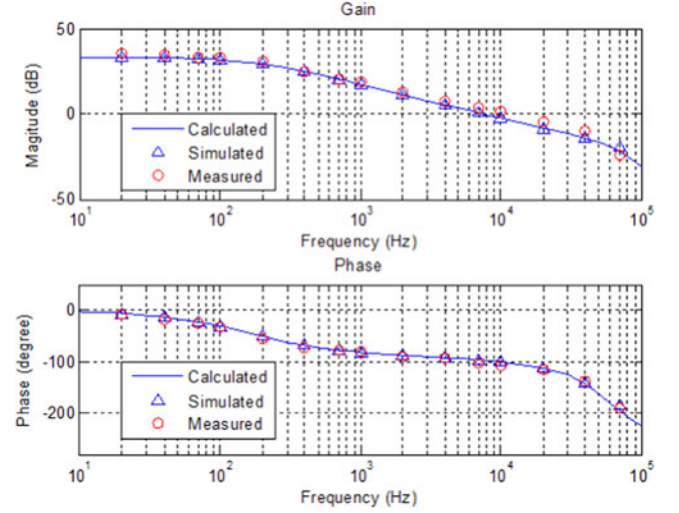 Gain
50
0
-50
Magitude (dB)
Calculated
Simulated
Measured
10^1
10^2
10^3
10^4
10^5
Frequency (Hz)
Phase
0
-100
-200
Phase (degree)
Calculated
Simulated
Measured
10^1
10^2
10^3
10^4
10^5
Frequency (Hz)